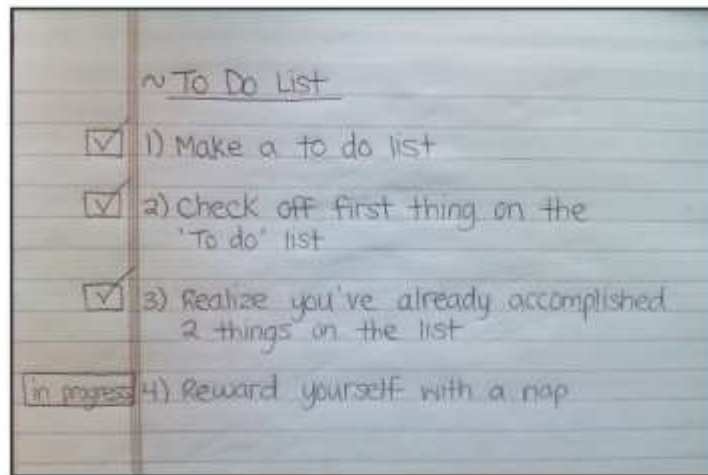 ~ To Do List
1) Make a to do list
2) Check off first thing on the
'To do' list
3) Realize you've already accomplished
2 things on the list
in progress 4) Reward yourself with a nap